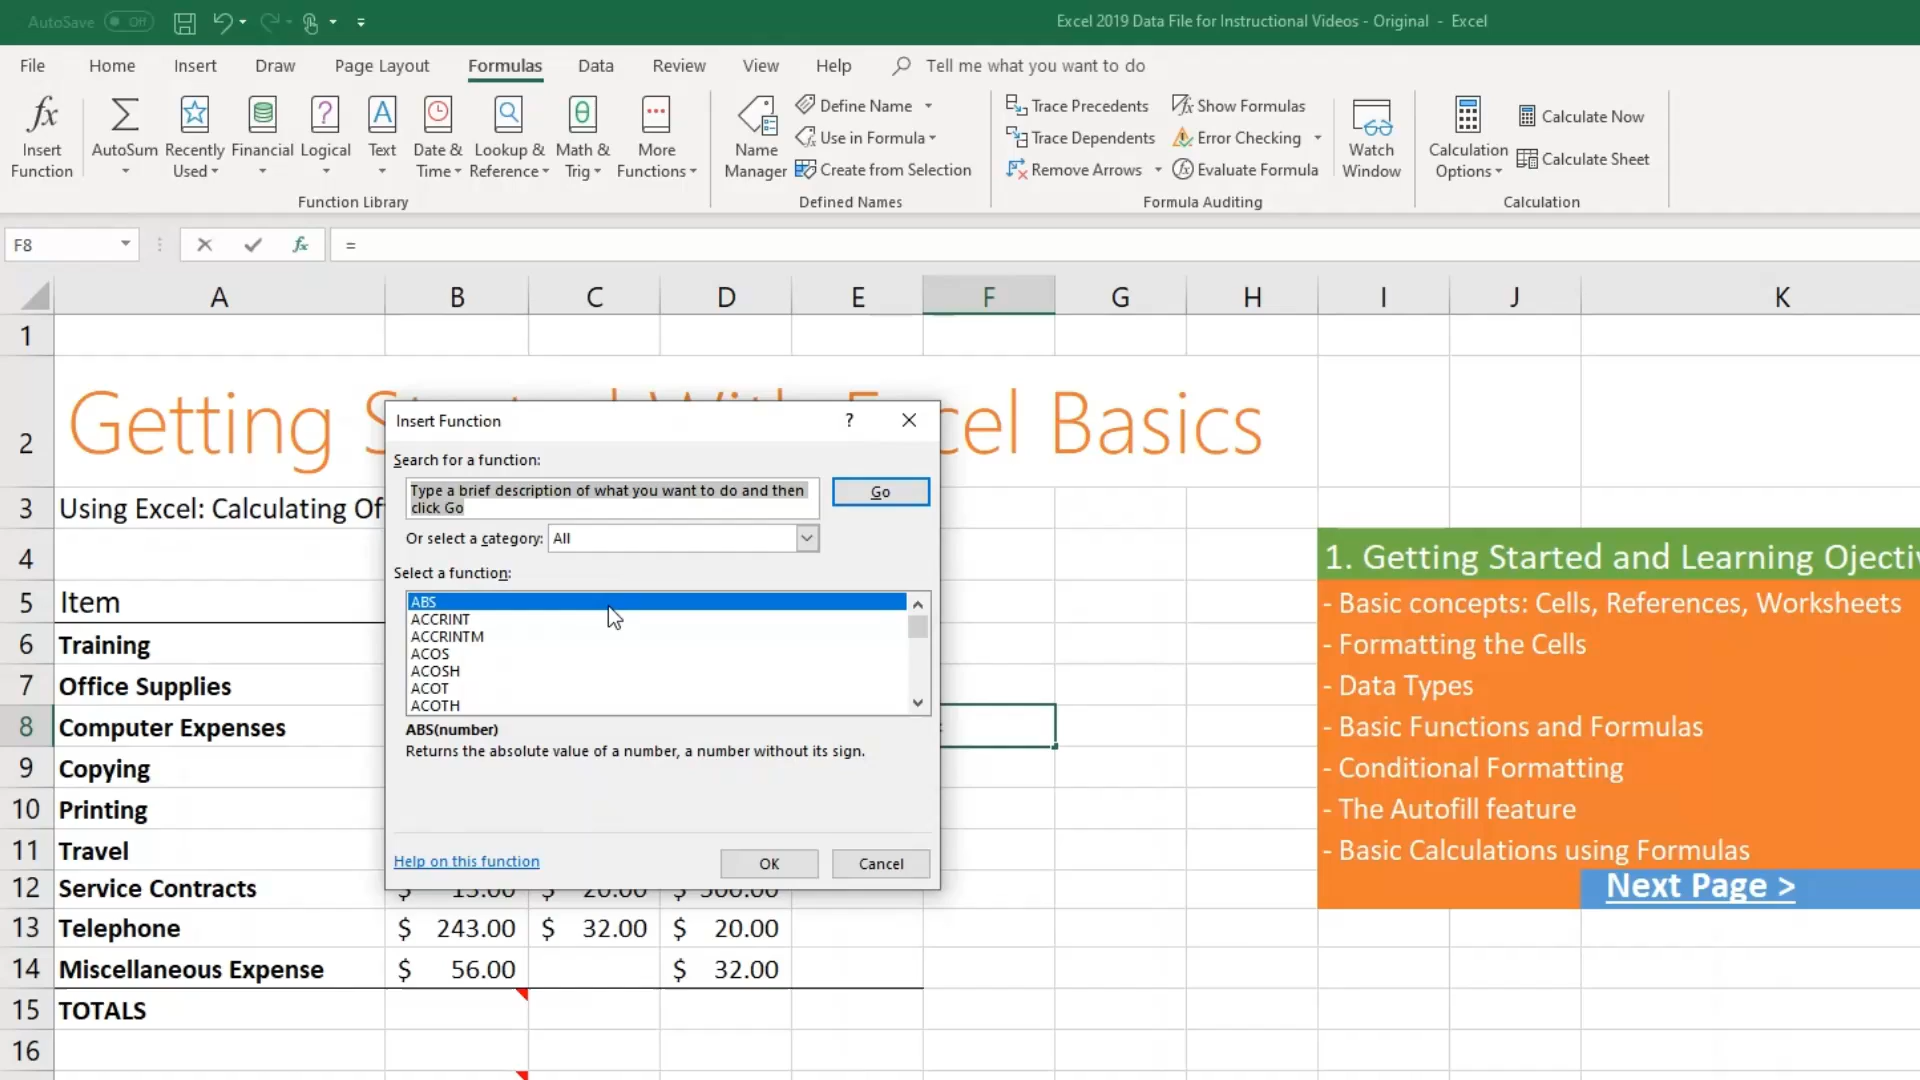 AutoSave Off
Excel 2019 Data File for Instructional Videos - Original - Excel
File Home Insert Draw Page Layout Formulas Data Review View Help Tell me what you want to do
fx Insert Function
AutoSum
Recently Used
Financial
Logical
Text
Date & Time
Lookup & Reference
Math & Trig
More Functions
Function Library
Name Manager
Define Name
Use in Formula
Create from Selection
Defined Names
Trace Precedents
Trace Dependents
Remove Arrows
Show Formulas
Error Checking
Evaluate Formula
Formula Auditing
Watch Window
Calculation Options
Calculate Now
Calculate Sheet
Calculation
F8 fx =
A B C D E F G H I J K
1
2 Getting
cel Basics
3 Using Excel: Calculating Of
4
5 Item
6 Training
7 Office Supplies
8 Computer Expenses
9 Copying
10 Printing
11 Travel
12 Service Contracts
13 Telephone $ 243.00 $ 32.00 $ 20.00
14 Miscellaneous Expense $ 56.00 $ 32.00
15 TOTALS
16
Insert Function ?
Search for a function:
Type a brief description of what you want to do and then
click Go
Go
Or select a category: All
Select a function:
ABS
ACCRINT
ACCRINTM
ACOS
ACOSH
ACOT
ACOTH
ABS(number)
Returns the absolute value of a number, a number without its sign.
Help on this function
OK Cancel
1. Getting Started and Learning Ojecti
- Basic concepts: Cells, References, Worksheets
- Formatting the Cells
- Data Types
- Basic Functions and Formulas
- Conditional Formatting
- The Autofill feature
- Basic Calculations using Formulas
Next Page >